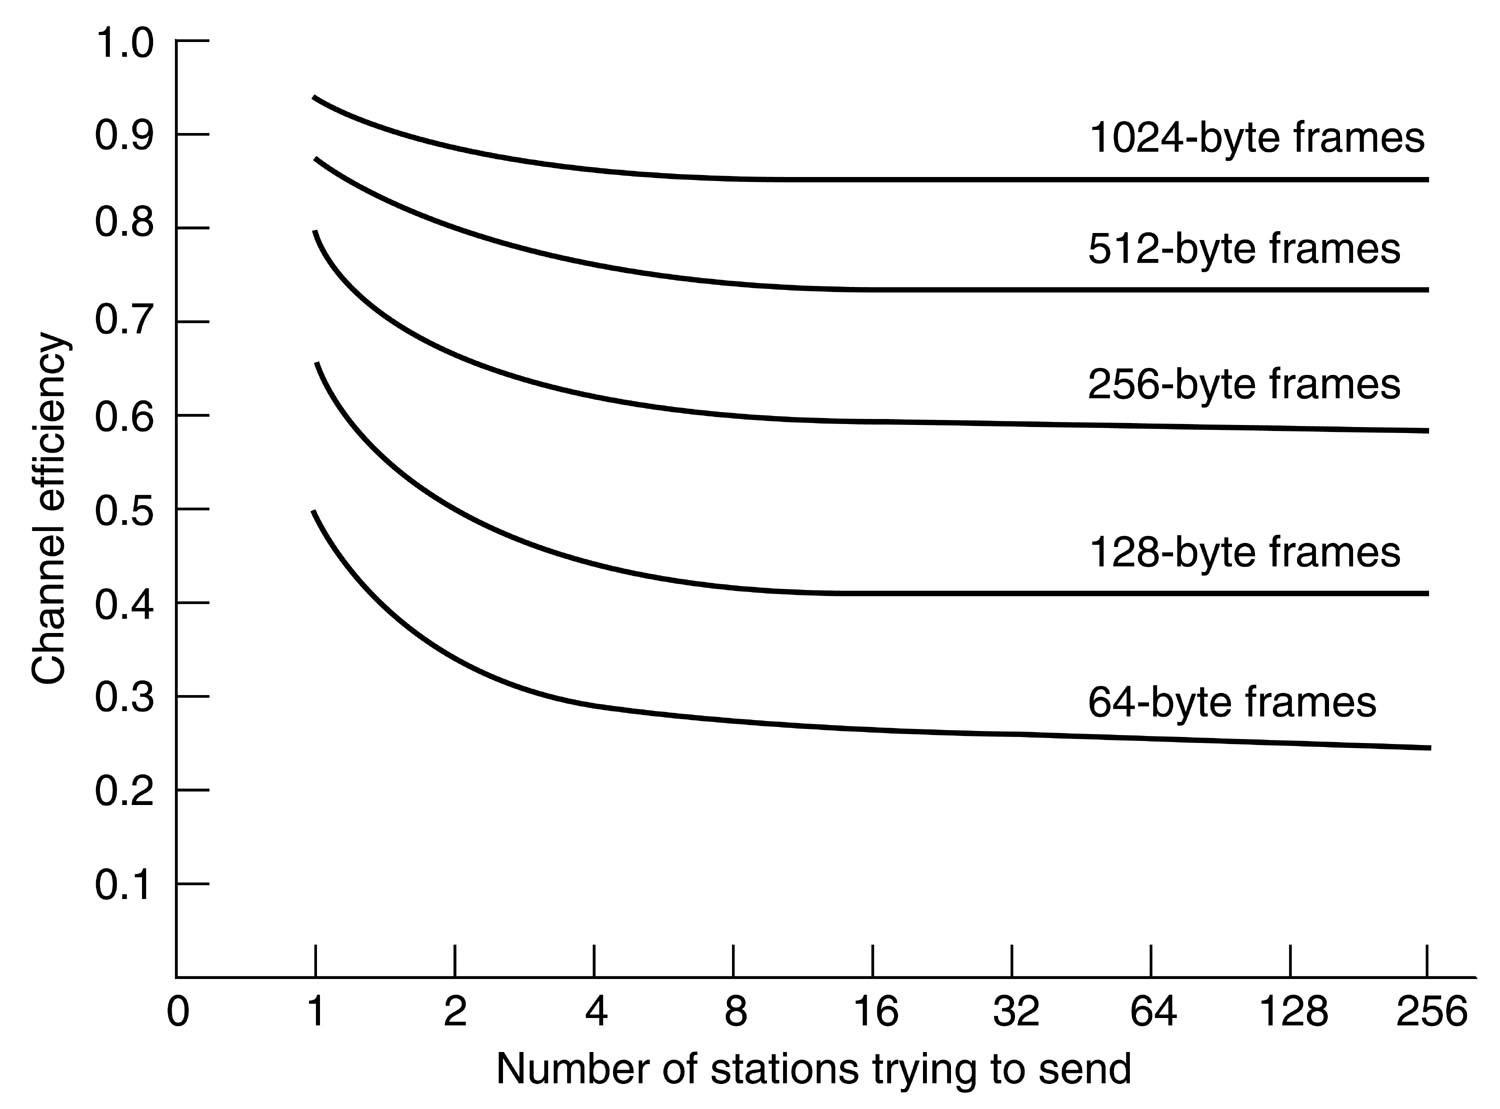 1.0
0.9
0.8
0.7
0.6
0.5
0.4
0.3
0.2
0.1
Channel efficiency
1024-byte frames
512-byte frames
256-byte frames
128-byte frames
64-byte frames
0 1 2 4 8 16 32 64 128 256
Number of stations trying to send